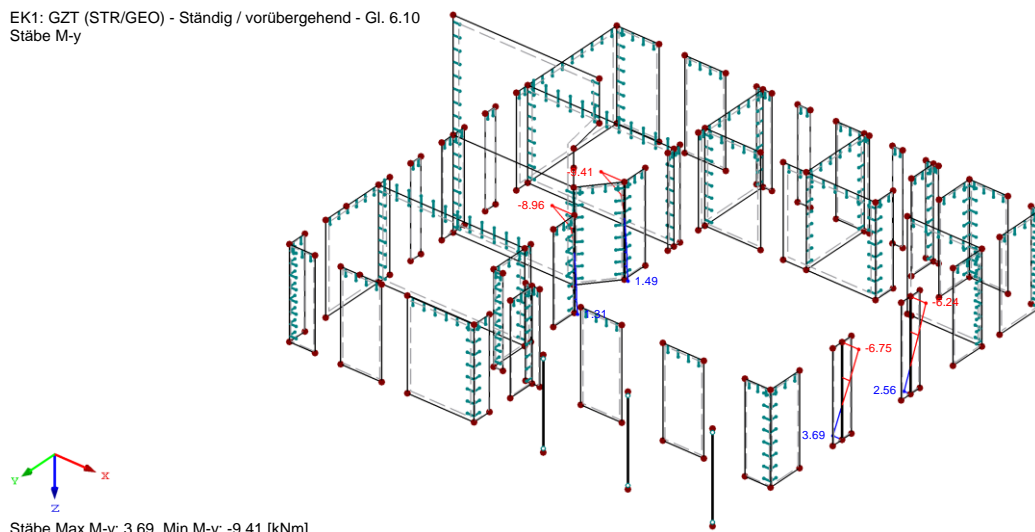 EK1: GZT (STR/GEO) - Ständig / vorübergehend - Gl. 6.10
Stäbe M-y
-9.41
-8.96
1.49
-6.24
-6.75
2.56
3.69
X
Y
Z
Stäbe Max M-y: 3.69, Min M-y: -9.41 [kNm]